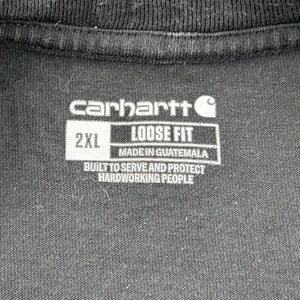 carhartt
2XL
LOOSE FIT
MADE IN GUATEMALA
BUILT TO SERVE AND PROTECT
HARDWORKING PEOPLE